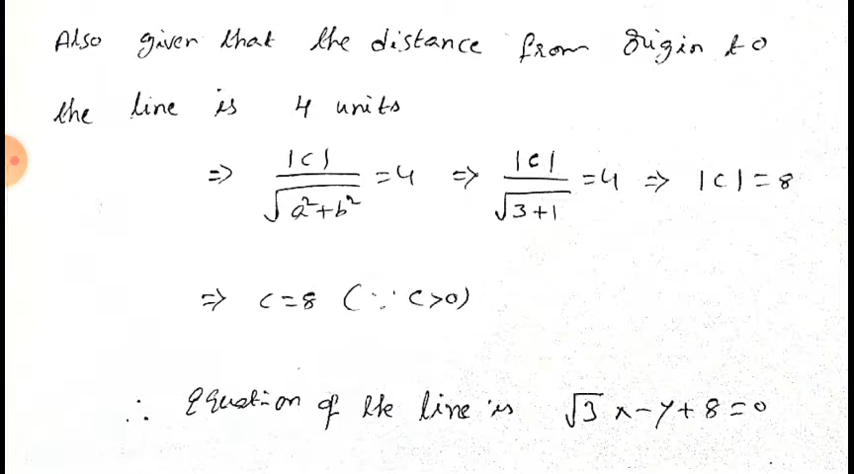 Also given that the distance from origin to
the line is 4 units
=> |c|/√(a²+b²) = 4 => |c|/√(3+1) = 4 => |c| = 8
=> c=8 (∵ c>0)
∴ Equation of the line is √3 x-y+8=0